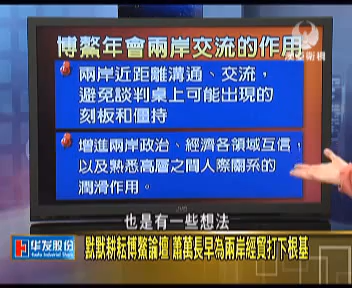 博鰲年會兩岸交流的作用
兩岸近距離溝通、交流，
避免談判桌上可能出現的
刻板和僵持
增進兩岸政治、經濟各領域互信，
以及熟悉高層之間人際關系的
潤滑作用。
也是有一些想法
华发股份
默默耕耘博鰲論壇 蕭萬長早為兩岸經貿打下根基